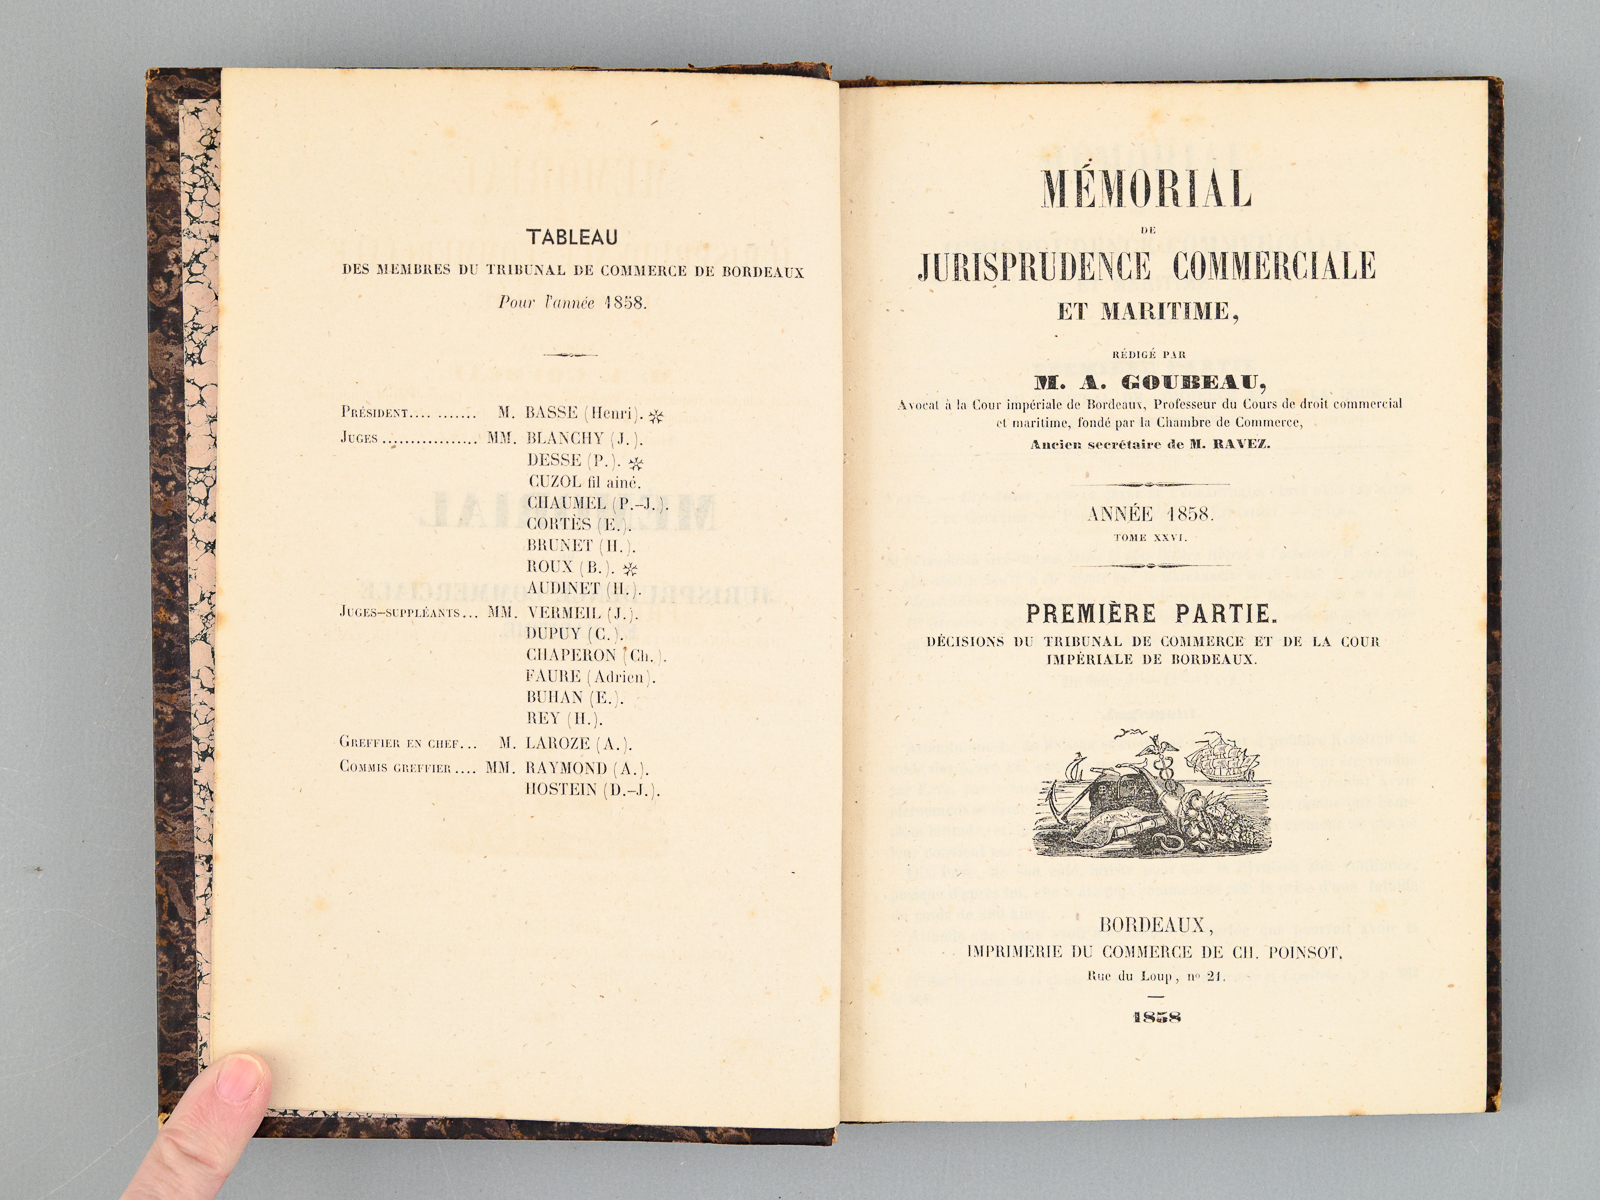 TABLEAU
DES MEMBRES DU TRIBUNAL DE COMMERCE DE BORDEAUX
Pour l'année 1858.
PRÉSIDENT.... ....... M. BASSE (Henri).
JUGES ................. MM. BLANCHY (J.).
DESSE (P.).
CUZOL fil ainé.
CHAUMEL (P.-J.).
CORTÈS (E.).
BRUNET (H.).
ROUX (B.).
AUDINET (H.).
JUGES-SUPPLÉANTS... MM. VERMEIL (J.).
DUPUY (C.).
CHAPERON (Ch.).
FAURE (Adrien).
BUHAN (E.).
REY (H.).
GREFFIER EN CHEF... M. LAROZE (A.).
COMMIS GREFFIER.... MM. RAYMOND (A.).
HOSTEIN (D.-J.).
MÉMORIAL
DE
JURISPRUDENCE COMMERCIALE
ET MARITIME,
RÉDIGÉ PAR
M. A. GOUBEAU,
Avocat à la Cour impériale de Bordeaux, Professeur du Cours de droit commercial
et maritime, fondé par la Chambre de Commerce,
Ancien secrétaire de M. RAVEZ.
ANNÉE 1858.
TOME XXVI.
PREMIÈRE PARTIE.
DÉCISIONS DU TRIBUNAL DE COMMERCE ET DE LA COUR
IMPÉRIALE DE BORDEAUX.
BORDEAUX,
IMPRIMERIE DU COMMERCE DE CH. POINSOT,
Rue du Loup, nº 21.
1858